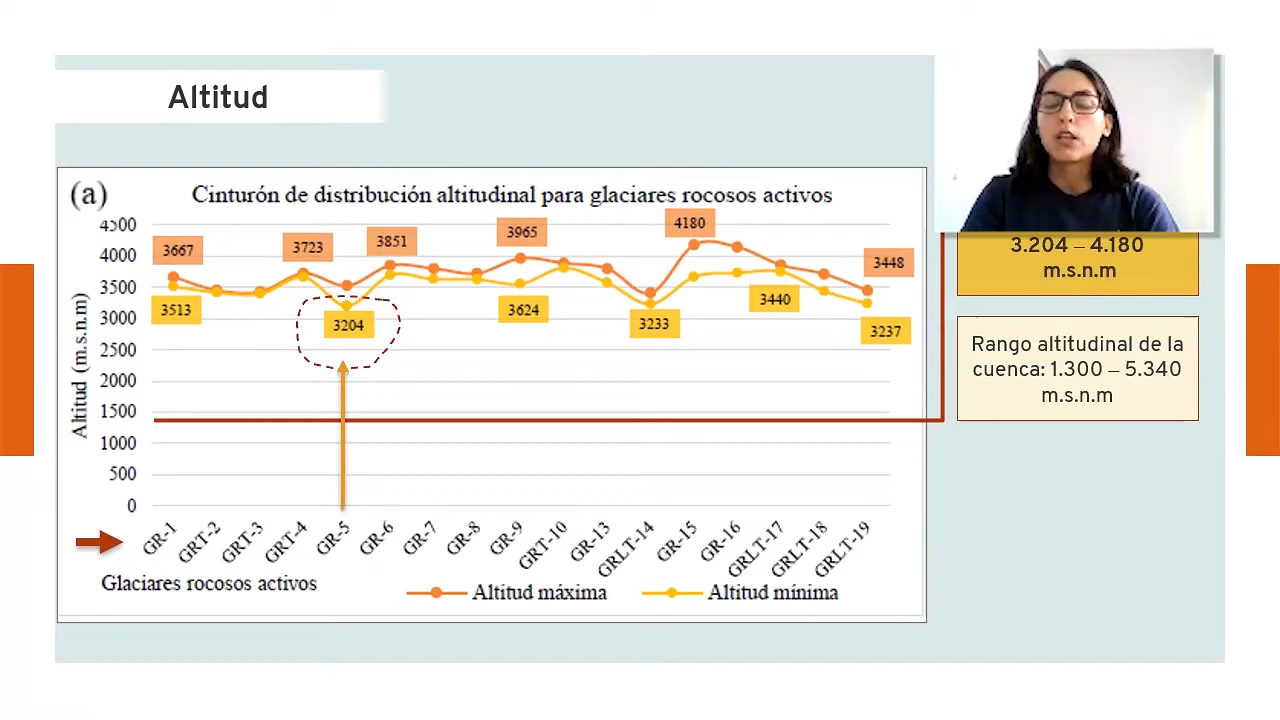 Altitud
(a)
Cinturón de distribución altitudinal para glaciares rocosos activos
Altitud (m.s.n.m)
4500
4000
3500
3000
2500
2000
1500
1000
500
0
3667
3723
3851
3965
4180
3448
3513
3204
3624
3233
3440
3237
GR-1
GRT-2
GRT-3
GRT-4
GR-5
GR-6
GR-7
GR-8
GR-9
GRT-10
GR-13
GRLT-14
GR-15
GR-16
GRLT-17
GRLT-18
GRLT-19
Glaciares rocosos activos
Altitud máxima
Altitud mínima
3.204 – 4.180
m.s.n.m
Rango altitudinal de la
cuenca: 1.300 – 5.340
m.s.n.m